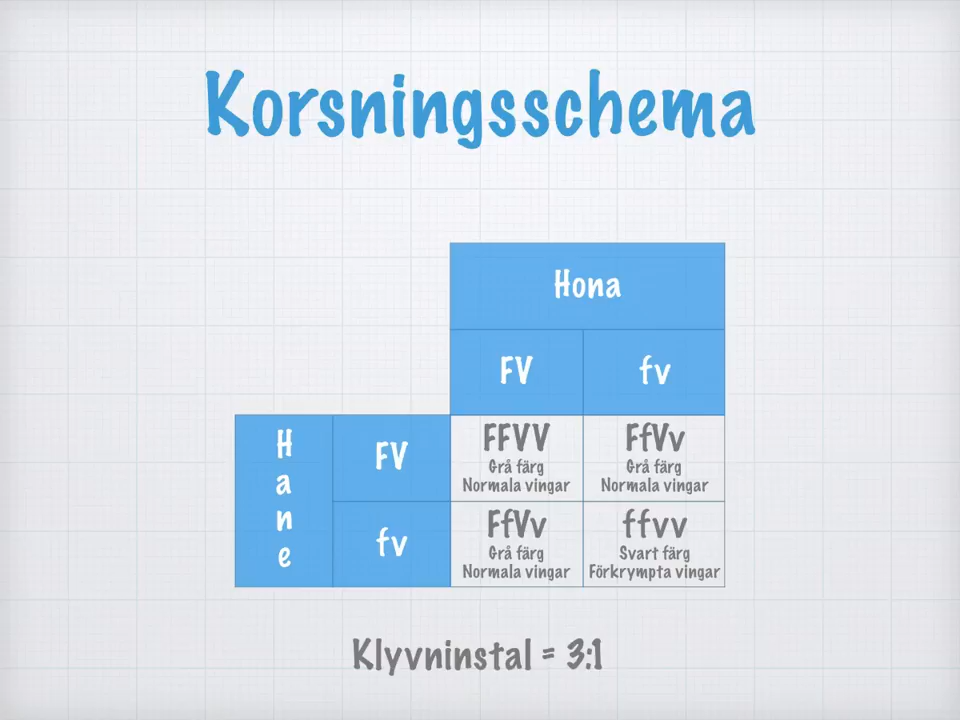 Korsningsschema
Hona
FV
fv
Hane
FV
FFVV
Grå färg
Normala vingar
FfVv
Grå färg
Normala vingar
fv
FfVv
Grå färg
Normala vingar
ffvv
Svart färg
Förkrympta vingar
Klyvninstal = 3:1